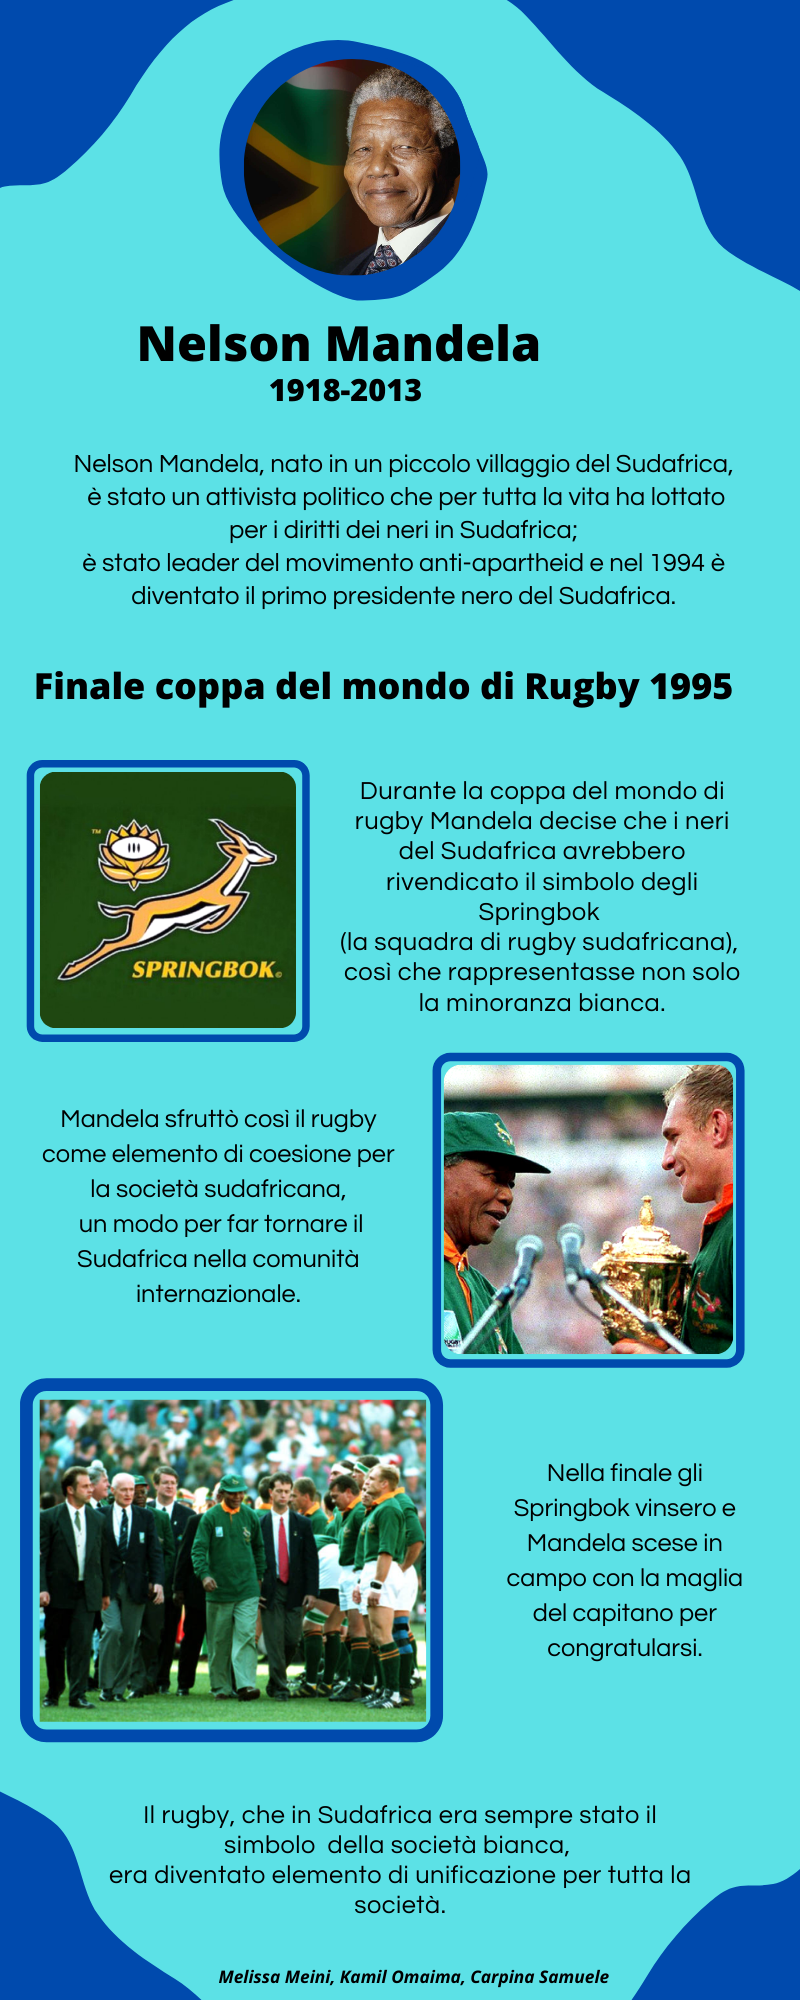 Nelson Mandela
1918-2013
Nelson Mandela, nato in un piccolo villaggio del Sudafrica,
è stato un attivista politico che per tutta la vita ha lottato
per i diritti dei neri in Sudafrica;
è stato leader del movimento anti-apartheid e nel 1994 è
diventato il primo presidente nero del Sudafrica.
Finale coppa del mondo di Rugby 1995
TM
SPRINGBOK®
Durante la coppa del mondo di
rugby Mandela decise che i neri
del Sudafrica avrebbero
rivendicato il simbolo degli
Springbok
(la squadra di rugby sudafricana),
così che rappresentasse non solo
la minoranza bianca.
Mandela sfruttò così il rugby
come elemento di coesione per
la società sudafricana,
un modo per far tornare il
Sudafrica nella comunità
internazionale.
Nella finale gli
Springbok vinsero e
Mandela scese in
campo con la maglia
del capitano per
congratularsi.
Il rugby, che in Sudafrica era sempre stato il
simbolo  della società bianca,
era diventato elemento di unificazione per tutta la
società.
Melissa Meini, Kamil Omaima, Carpina Samuele